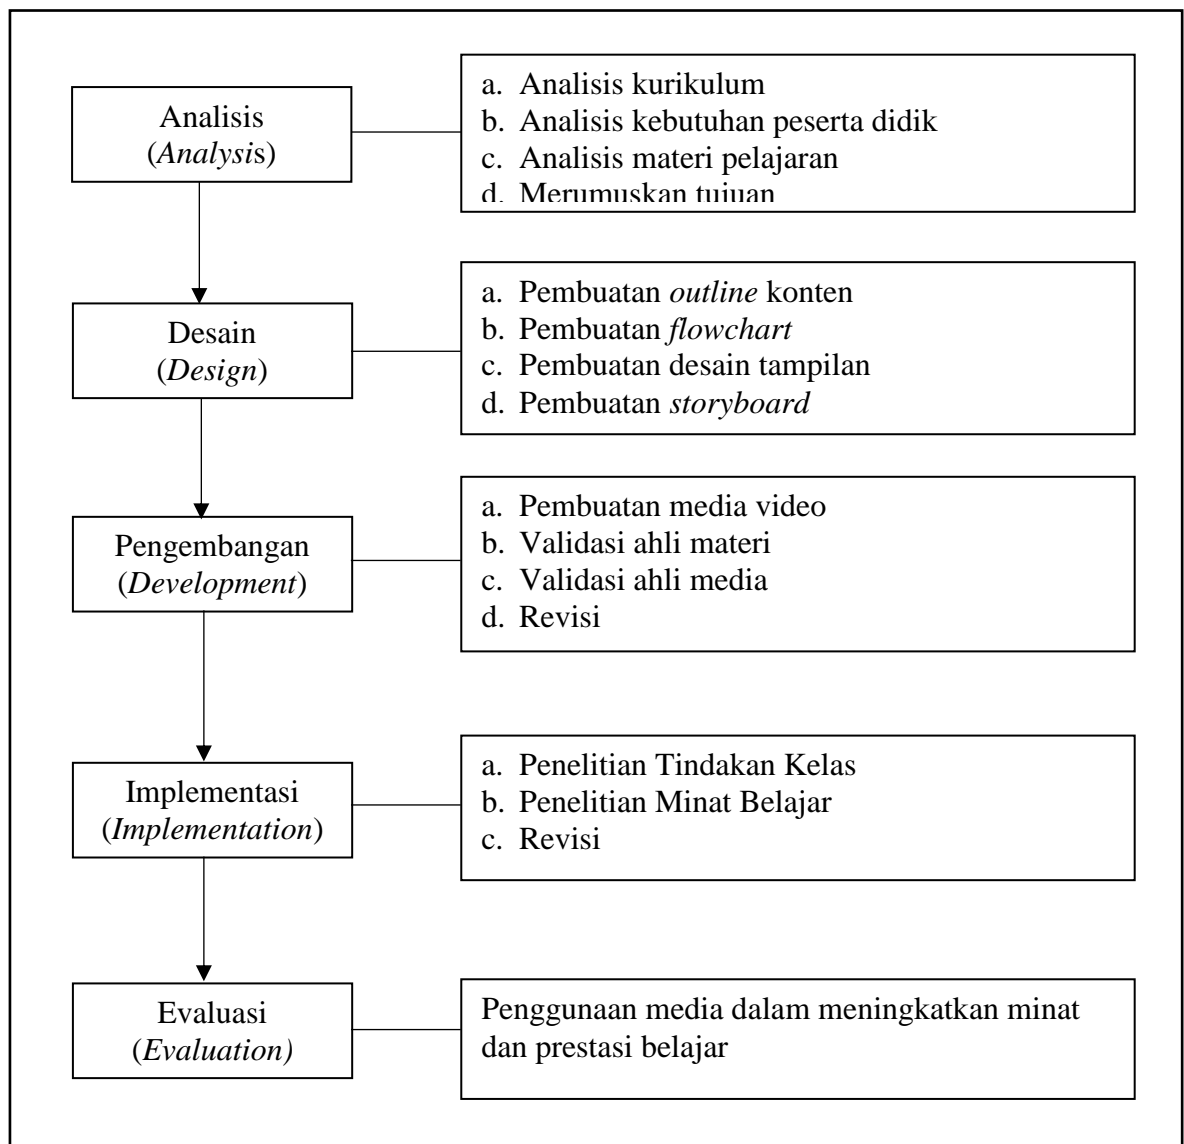 Analisis
(Analysis)
a. Analisis kurikulum
b. Analisis kebutuhan peserta didik
c. Analisis materi pelajaran
d. Merumuskan tujuan
Desain
(Design)
a. Pembuatan outline konten
b. Pembuatan flowchart
c. Pembuatan desain tampilan
d. Pembuatan storyboard
Pengembangan
(Development)
a. Pembuatan media video
b. Validasi ahli materi
c. Validasi ahli media
d. Revisi
Implementasi
(Implementation)
a. Penelitian Tindakan Kelas
b. Penelitian Minat Belajar
c. Revisi
Evaluasi
(Evaluation)
Penggunaan media dalam meningkatkan minat
dan prestasi belajar